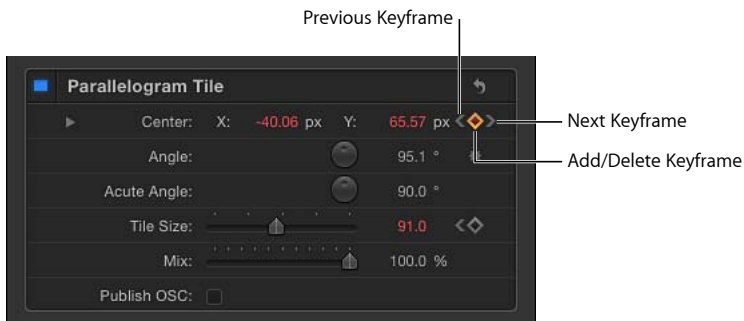 Previous Keyframe
Parallelogram Tile
Center: X: -40.06 px Y: 65.57 px
Next Keyframe
Add/Delete Keyframe
Angle: 95.1 °
Acute Angle: 90.0 °
Tile Size: 91.0
Mix: 100.0 %
Publish OSC: